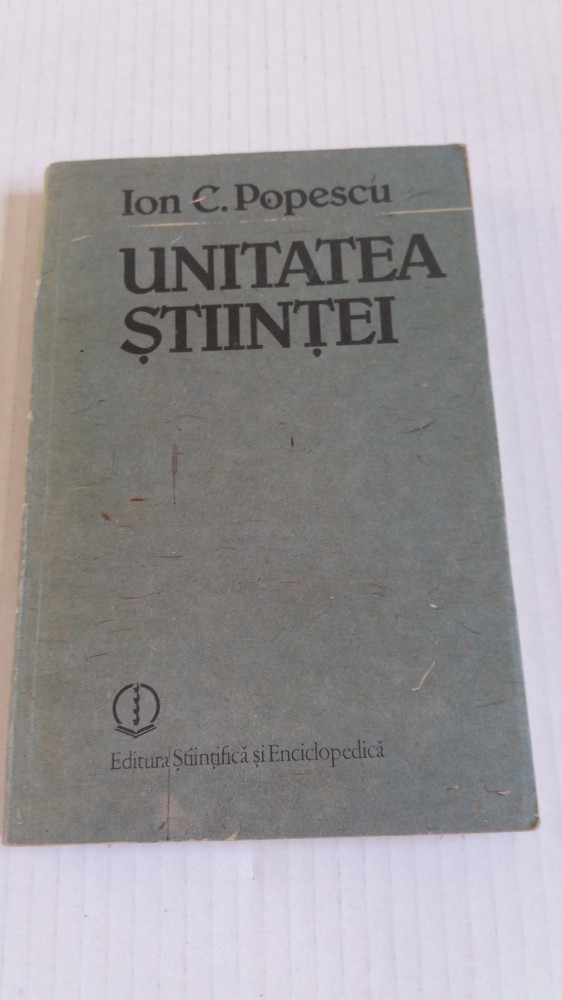 Ion C. Popescu
UNITATEA
ȘTIINȚEI
Editura Științifică și Enciclopedică